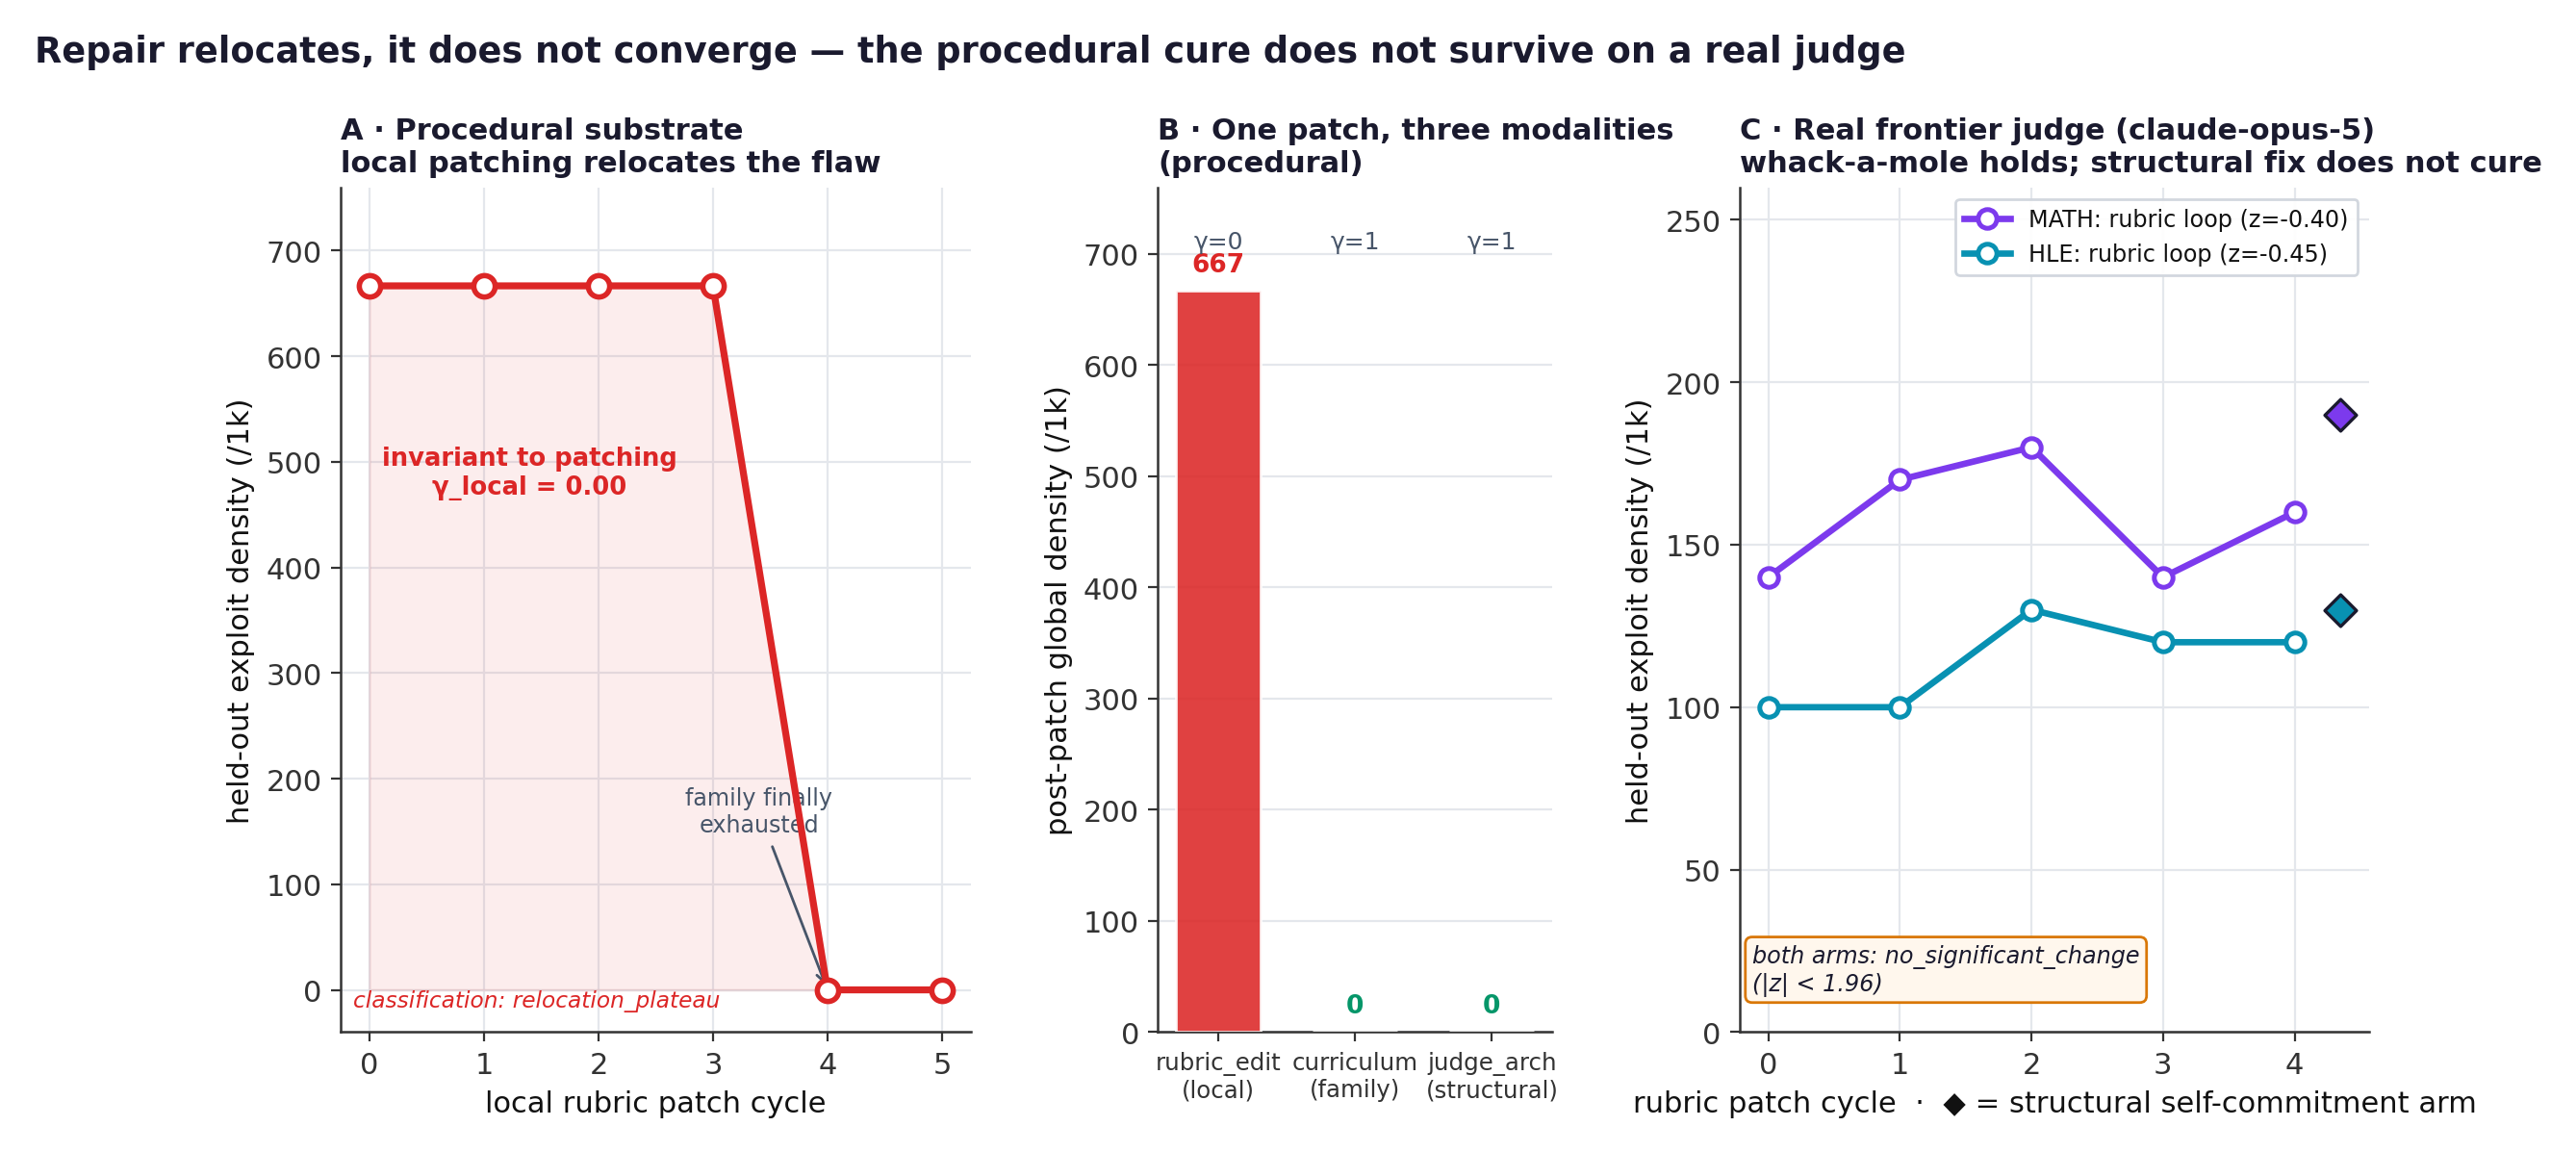 Repair relocates, it does not converge — the procedural cure does not survive on a real judge
A · Procedural substrate
local patching relocates the flaw
held-out exploit density (/1k)
700
600
500
400
300
200
100
0
invariant to patching
γ_local = 0.00
family finally
exhausted
classification: relocation_plateau
0 1 2 3 4 5
local rubric patch cycle
B · One patch, three modalities
(procedural)
post-patch global density (/1k)
700
600
500
400
300
200
100
0
γ=0 γ=1 γ=1
667
0 0
rubric_edit curriculum judge_arch
(local) (family) (structural)
C · Real frontier judge (claude-opus-5)
whack-a-mole holds; structural fix does not cure
held-out exploit density (/1k)
250
200
150
100
50
0
MATH: rubric loop (z=-0.40)
HLE: rubric loop (z=-0.45)
both arms: no_significant_change
(|z| < 1.96)
0 1 2 3 4
rubric patch cycle · ◆ = structural self-commitment arm